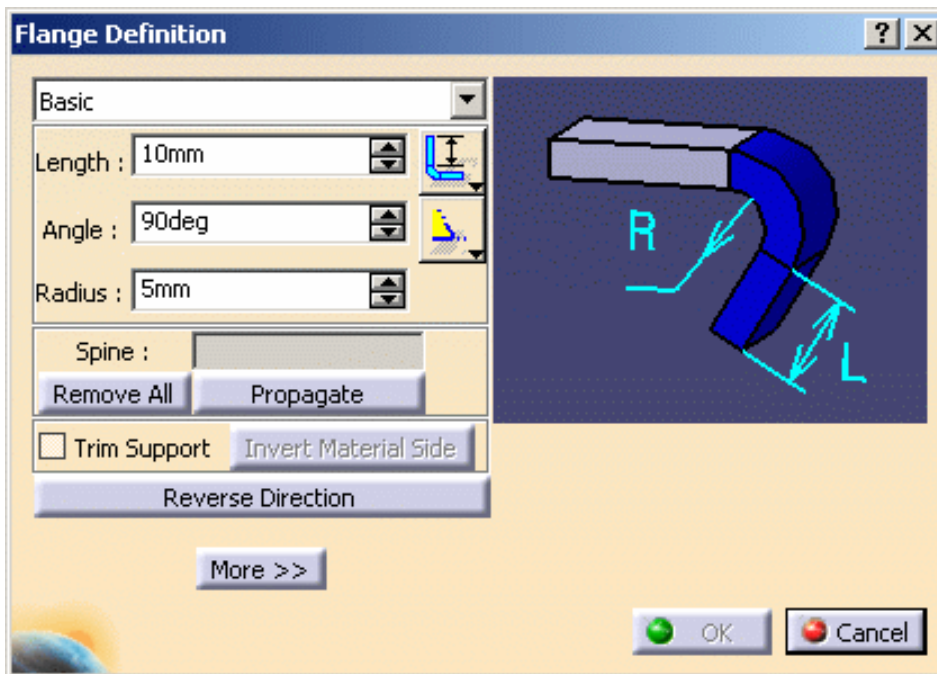 Flange Definition
Basic
Length : 10mm
Angle : 90deg
Radius : 5mm
R
L
Spine :
Remove All Propagate
Trim Support Invert Material Side
Reverse Direction
More >>
OK Cancel